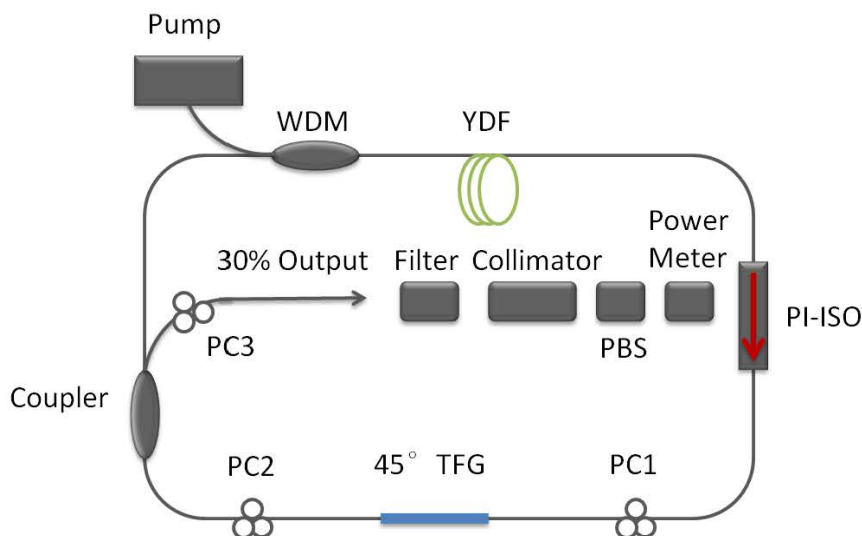 Pump
WDM
YDF
Power
Meter
30% Output
Filter
Collimator
PI-ISO
PC3
PBS
Coupler
PC2
45° TFG
PC1